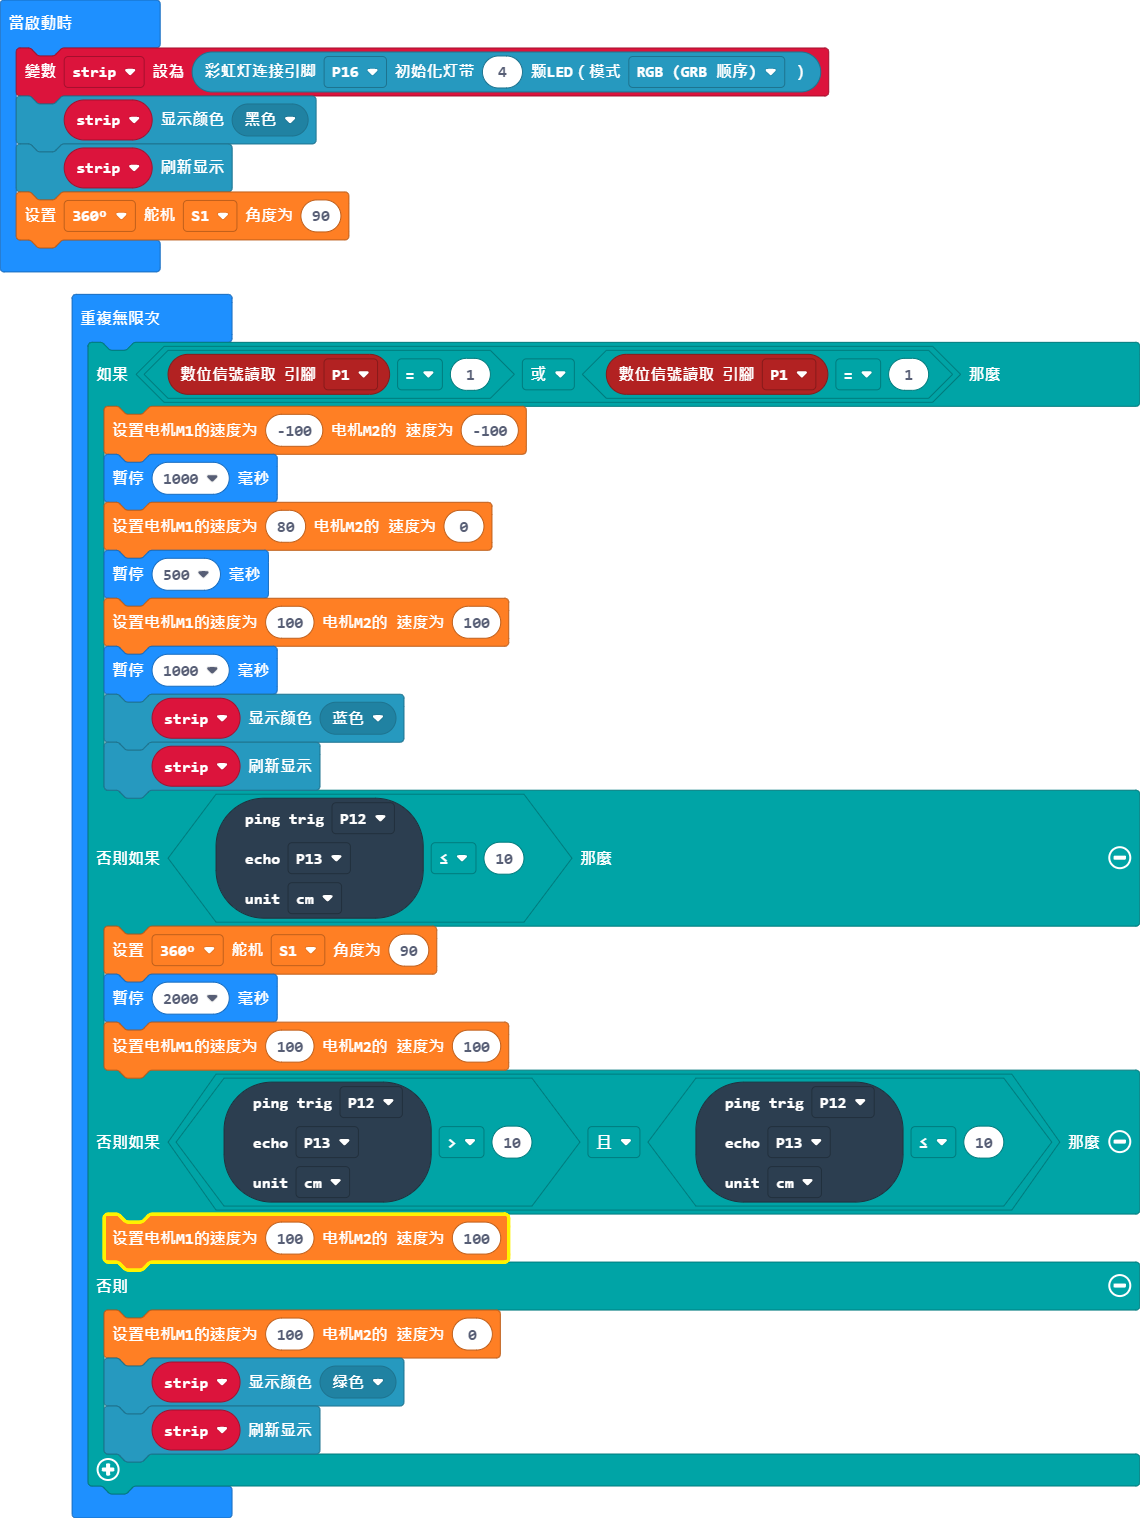 當啟動時
變數 strip 設為 彩虹灯连接引脚 P16 初始化灯带 4 颗LED(模式 RGB (GRB 顺序) )
strip 显示颜色 黑色
strip 刷新显示
设置 360° 舵机 S1 角度为 90
重複無限次
如果 數位信號讀取 引腳 P1 = 1 或 數位信號讀取 引腳 P1 = 1 那麼
设置电机M1的速度为 -100 电机M2的 速度为 -100
暫停 1000 毫秒
设置电机M1的速度为 80 电机M2的 速度为 0
暫停 500 毫秒
设置电机M1的速度为 100 电机M2的 速度为 100
暫停 1000 毫秒
strip 显示颜色 蓝色
strip 刷新显示
ping trig P12
否則如果 echo P13 ≤ 10 那麼
unit cm
设置 360° 舵机 S1 角度为 90
暫停 2000 毫秒
设置电机M1的速度为 100 电机M2的 速度为 100
ping trig P12 ping trig P12
否則如果 echo P13 > 10 且 echo P13 ≤ 10 那麼
unit cm unit cm
设置电机M1的速度为 100 电机M2的 速度为 100
否則
设置电机M1的速度为 100 电机M2的 速度为 0
strip 显示颜色 绿色
strip 刷新显示